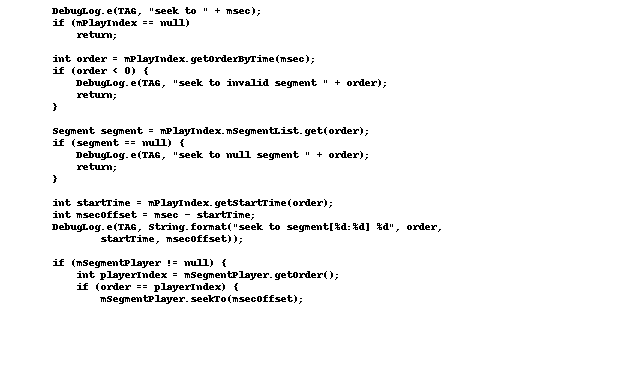 DebugLog.e(TAG, "seek to " + msec);
if (mPlayIndex == null)
    return;

int order = mPlayIndex.getOrderByTime(msec);
if (order < 0) {
    DebugLog.e(TAG, "seek to invalid segment " + order);
    return;
}

Segment segment = mPlayIndex.mSegmentList.get(order);
if (segment == null) {
    DebugLog.e(TAG, "seek to null segment " + order);
    return;
}

int startTime = mPlayIndex.getStartTime(order);
int msecOffset = msec - startTime;
DebugLog.e(TAG, String.format("seek to segment[%d:%d] %d", order,
        startTime, msecOffset));

if (mSegmentPlayer != null) {
    int playerIndex = mSegmentPlayer.getOrder();
    if (order == playerIndex) {
        mSegmentPlayer.seekTo(msecOffset);